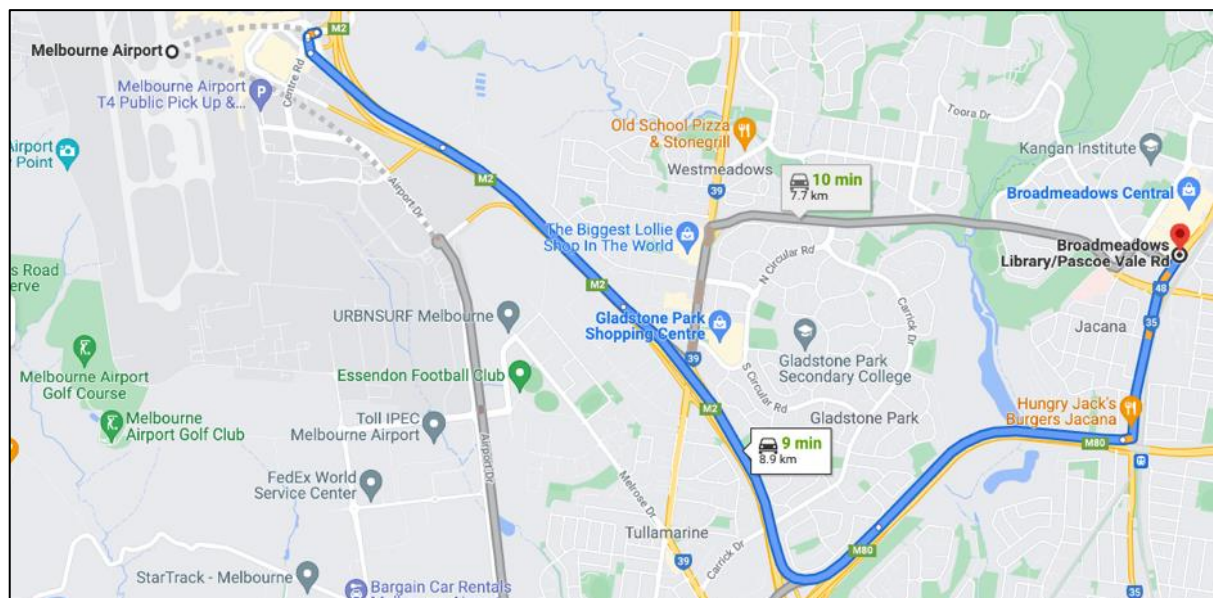 M2
Melbourne Airport
Centre Rd
Melbourne Airport
T4 Public Pick Up &...
P
Airport
Point
Toora Dr
Old School Pizza
& Stonegrill
Westmeadows
Kangan Institute
M2
39
10 min
7.7 km
Broadmeadows Central
Airport Dr
The Biggest Lollie
Shop In The World
N Circular Rd
Broadmeadows
Library/Pascoe Vale Rd
s Road
erve
M2
48
URBNSURF Melbourne
Gladstone Park
Shopping Centre
Carrick Dr
35
Jacana
39
Gladstone Park
Secondary College
Melbourne Airport
Golf Course
Essendon Football Club
S Circular Rd
Melbourne
Airport Golf Club
Toll IPEC
Melbourne Airport
M2
Gladstone Park
Hungry Jack's
Burgers Jacana
9 min
8.9 km
M80
Airport Dr
FedEx World
Service Center
Melrose Dr
Tullamarine
Carrick Dr
M80
StarTrack - Melbourne
39
Bargain Car Rentals
35